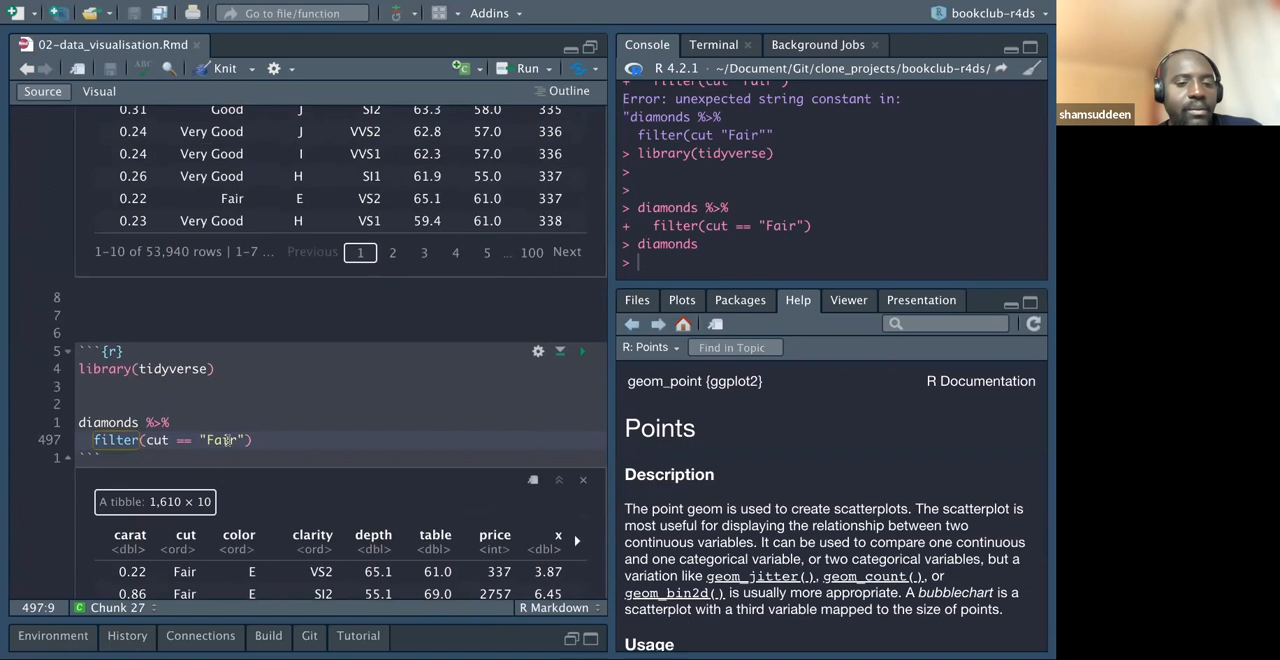 Go to file/function
Addins
bookclub-r4ds
02-data_visualisation.Rmd
ABC
Knit
Run
Source
Visual
Outline
0.31 Good J SI2 63.3 58.0 335
0.24 Very Good J VVS2 62.8 57.0 336
0.24 Very Good I VVS1 62.3 57.0 336
0.26 Very Good H SI1 61.9 55.0 337
0.22 Fair E VS2 65.1 61.0 337
0.23 Very Good H VS1 59.4 61.0 338
1-10 of 53,940 rows | 1-7 ... Previous 1 2 3 4 5 ... 100 Next
8
7
6
5 ```{r}
4 library(tidyverse)
3
2
1 diamonds %>%
497 filter(cut == "Fair")
1 ```
A tibble: 1,610 × 10
carat cut color clarity depth table price x
<dbl> <ord> <ord> <ord> <dbl> <dbl> <int> <dbl>
0.22 Fair E VS2 65.1 61.0 337 3.87
0.86 Fair E SI2 55.1 69.0 2757 6.45
497:9 Chunk 27 R Markdown
Environment History Connections Build Git Tutorial
Console Terminal Background Jobs
R 4.2.1 · ~/Document/Git/clone_projects/bookclub-r4ds/
+ filter(cut "Fair")
Error: unexpected string constant in:
"diamonds %>%
filter(cut "Fair""
> library(tidyverse)
>
>
> diamonds %>%
+ filter(cut == "Fair")
> diamonds
>
Files Plots Packages Help Viewer Presentation
R: Points
Find in Topic
geom_point {ggplot2} R Documentation
Points
Description
The point geom is used to create scatterplots. The scatterplot is
most useful for displaying the relationship between two
continuous variables. It can be used to compare one continuous
and one categorical variable, or two categorical variables, but a
variation like geom_jitter(), geom_count(), or
geom_bin2d() is usually more appropriate. A bubblechart is a
scatterplot with a third variable mapped to the size of points.
Usage
shamsuddeen